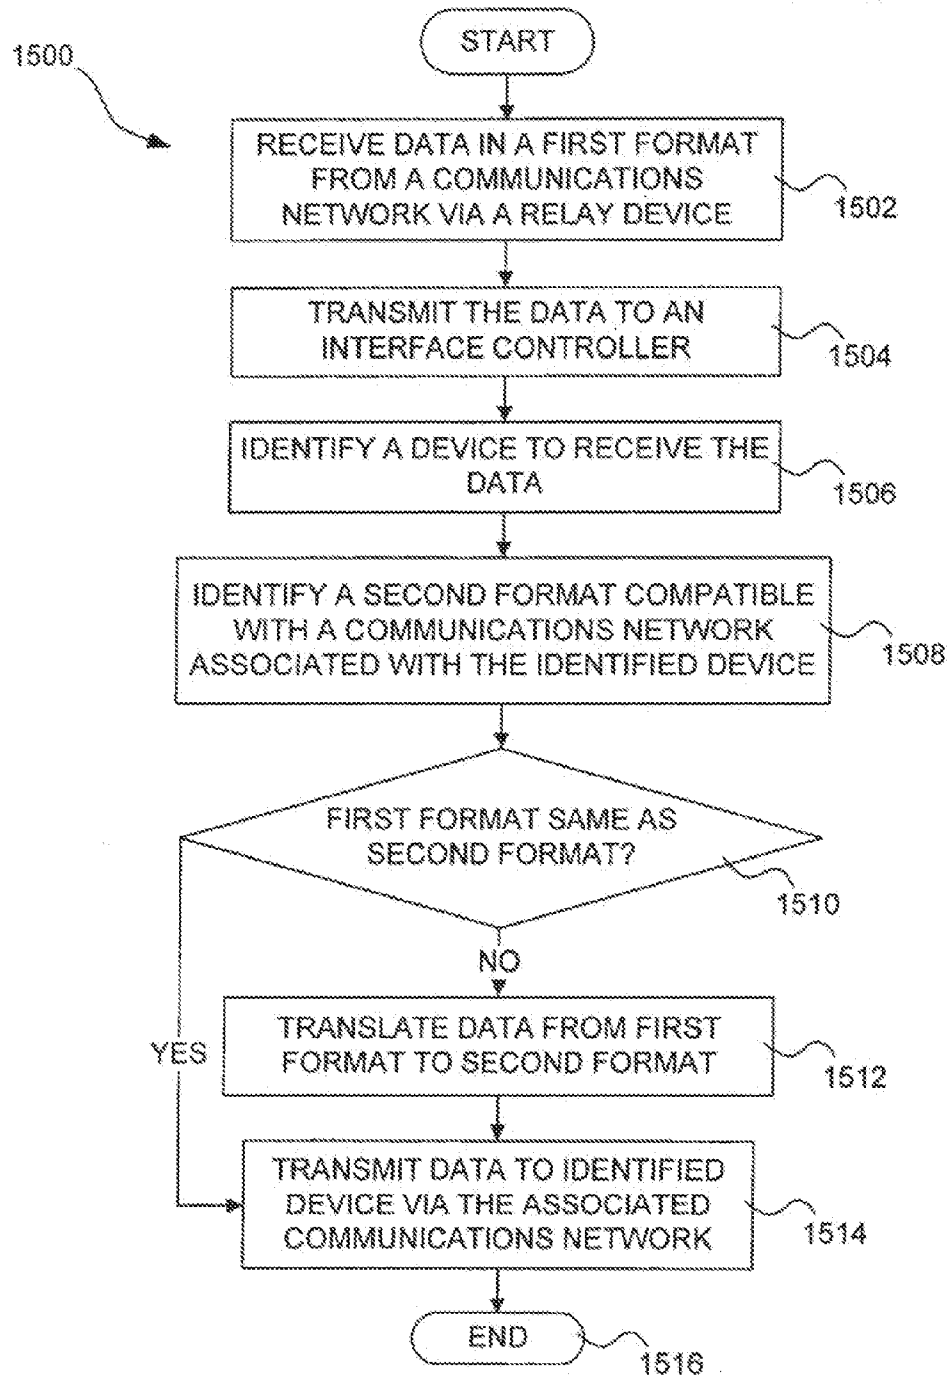 START
1500
RECEIVE DATA IN A FIRST FORMAT
FROM A COMMUNICATIONS
NETWORK VIA A RELAY DEVICE
1502
TRANSMIT THE DATA TO AN
INTERFACE CONTROLLER
1504
IDENTIFY A DEVICE TO RECEIVE THE
DATA
1506
IDENTIFY A SECOND FORMAT COMPATIBLE
WITH A COMMUNICATIONS NETWORK
ASSOCIATED WITH THE IDENTIFIED DEVICE
1508
FIRST FORMAT SAME AS
SECOND FORMAT?
1510
NO
YES
TRANSLATE DATA FROM FIRST
FORMAT TO SECOND FORMAT
1512
TRANSMIT DATA TO IDENTIFIED
DEVICE VIA THE ASSOCIATED
COMMUNICATIONS NETWORK
1514
END
1516